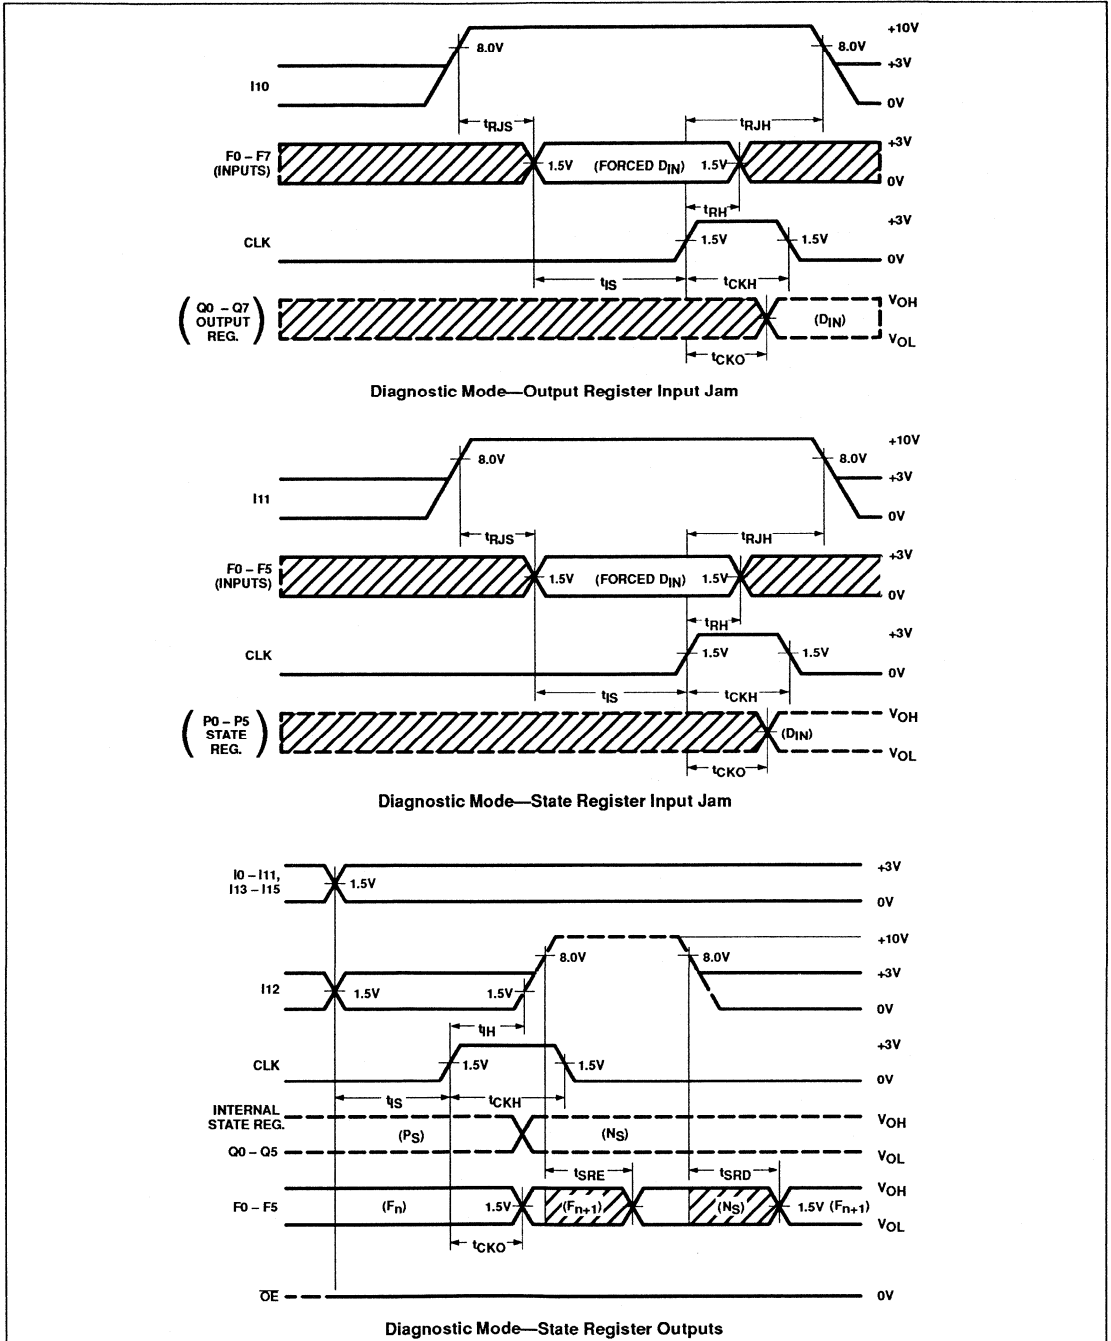 +10V
8.0V 8.0V
+3V
I10
0V
tRJS tRJH
F0 – F7 (INPUTS)
1.5V (FORCED DIN) 1.5V
+3V
0V
tRH
+3V
CLK
1.5V 1.5V
0V
tIS tCKH
( Q0 – Q7 OUTPUT REG. )
VOH
(DIN)
VOL
tCKO
Diagnostic Mode—Output Register Input Jam
+10V
8.0V 8.0V
+3V
I11
0V
tRJS tRJH
F0 – F5 (INPUTS)
+3V
1.5V (FORCED DIN) 1.5V
0V
tRH
+3V
CLK
1.5V 1.5V
0V
tIS tCKH
( P0 – P5 STATE REG. )
VOH
(DIN)
VOL
tCKO
Diagnostic Mode—State Register Input Jam
I0 – I11,
I13 – I15
+3V
1.5V
0V
+10V
8.0V 8.0V
+3V
I12
1.5V 1.5V
0V
tIH
+3V
CLK
1.5V 1.5V
0V
tIS tCKH
INTERNAL
STATE REG.
VOH
(PS) (NS)
Q0 – Q5
VOL
tSRE tSRD
VOH
F0 – F5
(Fn) 1.5V (Fn+1) (NS) 1.5V (Fn+1)
VOL
tCKO
OE
0V
Diagnostic Mode—State Register Outputs